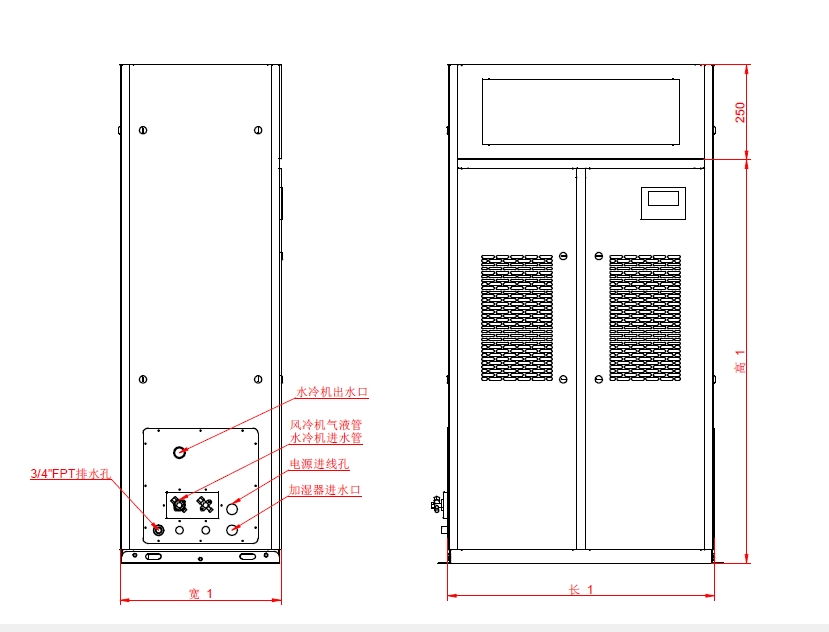 250
高 1
水冷机出水口
风冷机气液管
水冷机进水管
电源进线孔
3/4"FPT排水孔
加湿器进水口
宽 1
长 1